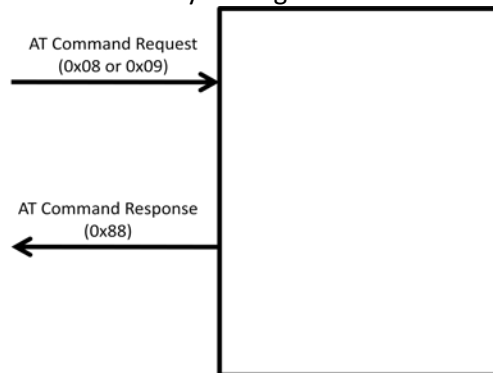 AT Command Request
(0x08 or 0x09)
AT Command Response
(0x88)